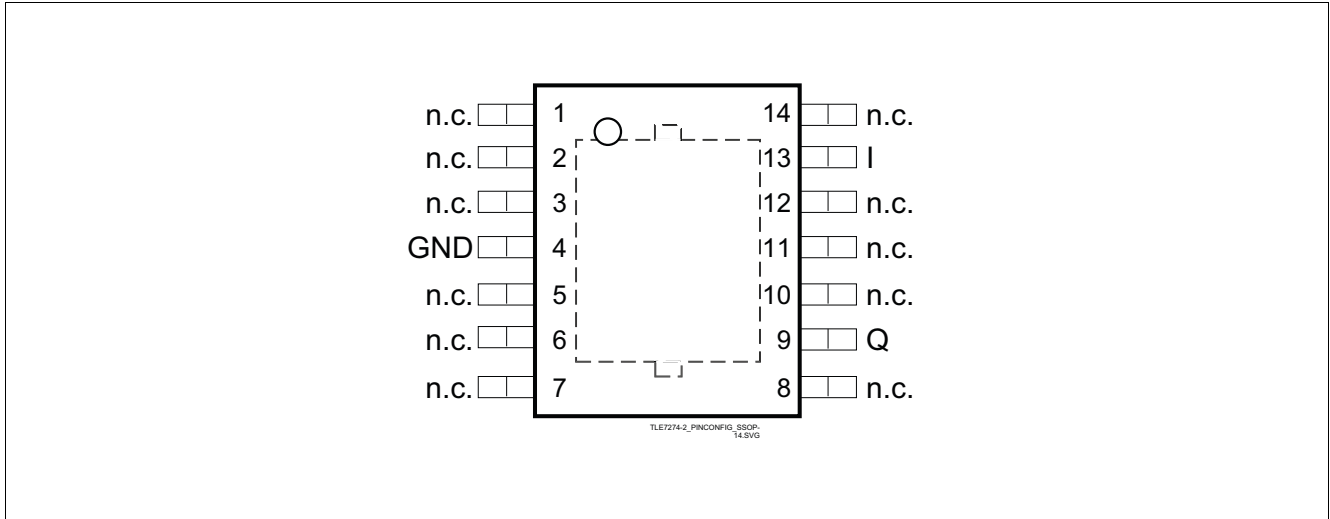 n.c. 1 14 n.c.
n.c. 2 13 I
n.c. 3 12 n.c.
GND 4 11 n.c.
n.c. 5 10 n.c.
n.c. 6 9 Q
n.c. 7 8 n.c.
TLE7274-2_PINCONFIG_SSOP-
14.SVG